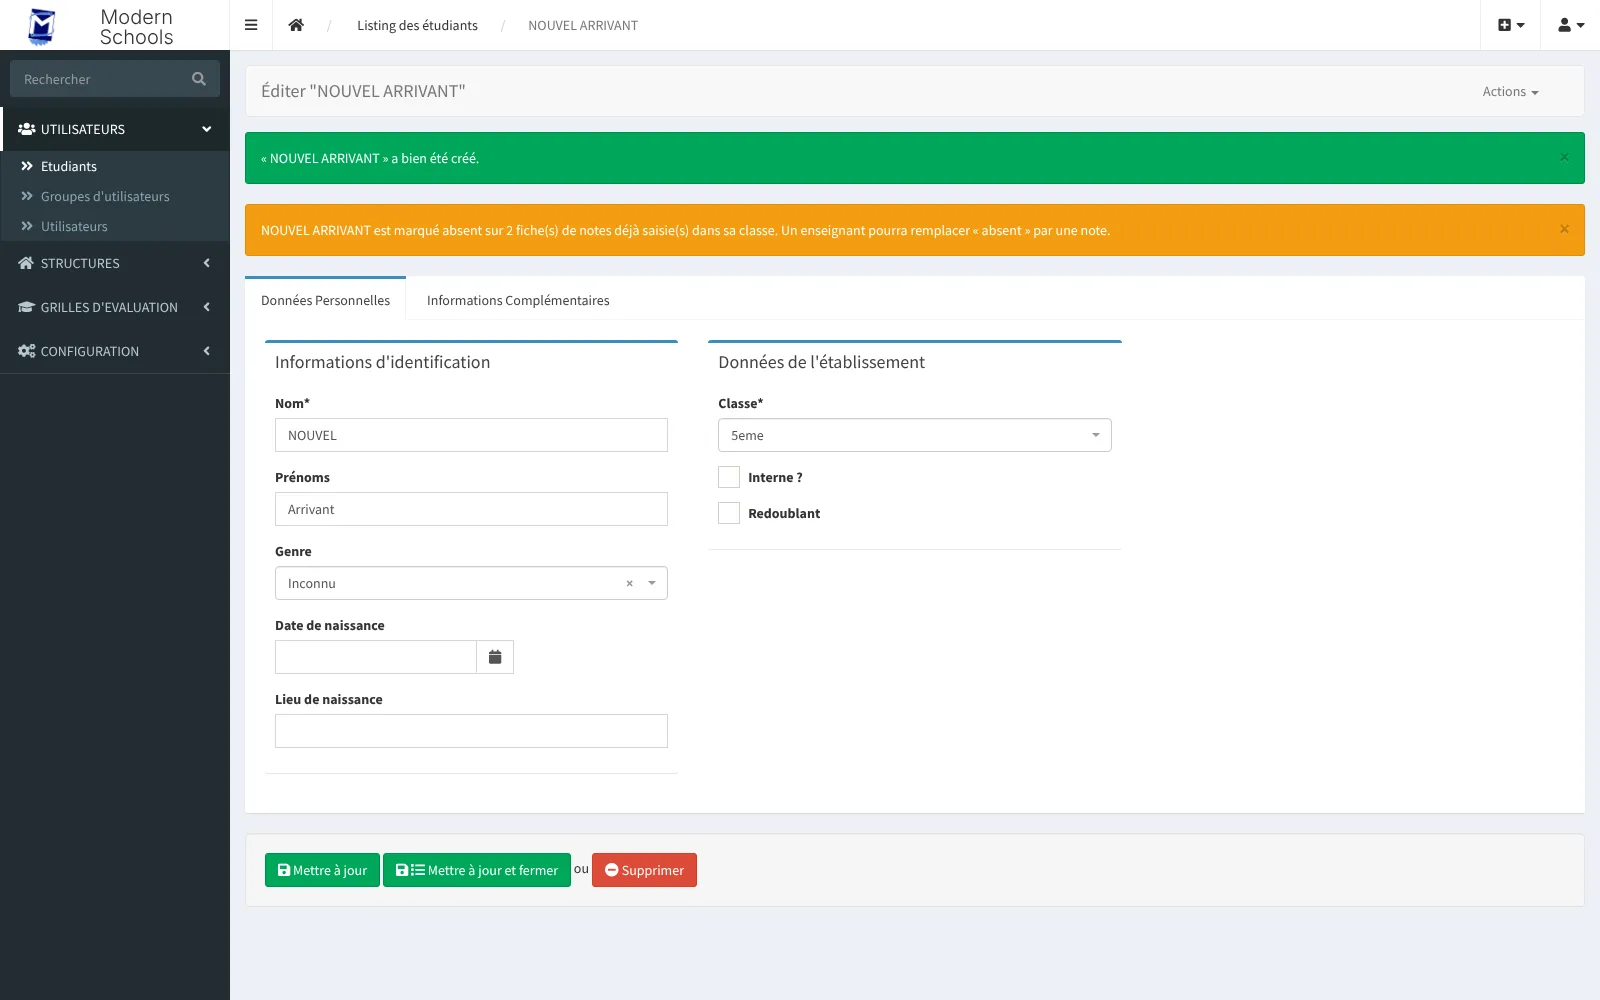 Modern
Schools
/ Listing des étudiants / NOUVEL ARRIVANT
Rechercher
UTILISATEURS
Etudiants
Groupes d'utilisateurs
Utilisateurs
STRUCTURES
GRILLES D'EVALUATION
CONFIGURATION
Éditer "NOUVEL ARRIVANT"
Actions
« NOUVEL ARRIVANT » a bien été créé.
×
NOUVEL ARRIVANT est marqué absent sur 2 fiche(s) de notes déjà saisie(s) dans sa classe. Un enseignant pourra remplacer « absent » par une note.
×
Données Personnelles
Informations Complémentaires
Informations d'identification
Nom*
NOUVEL
Prénoms
Arrivant
Genre
Inconnu ×
Date de naissance
Lieu de naissance
Données de l'établissement
Classe*
5eme
Interne ?
Redoublant
Mettre à jour
Mettre à jour et fermer
ou
Supprimer